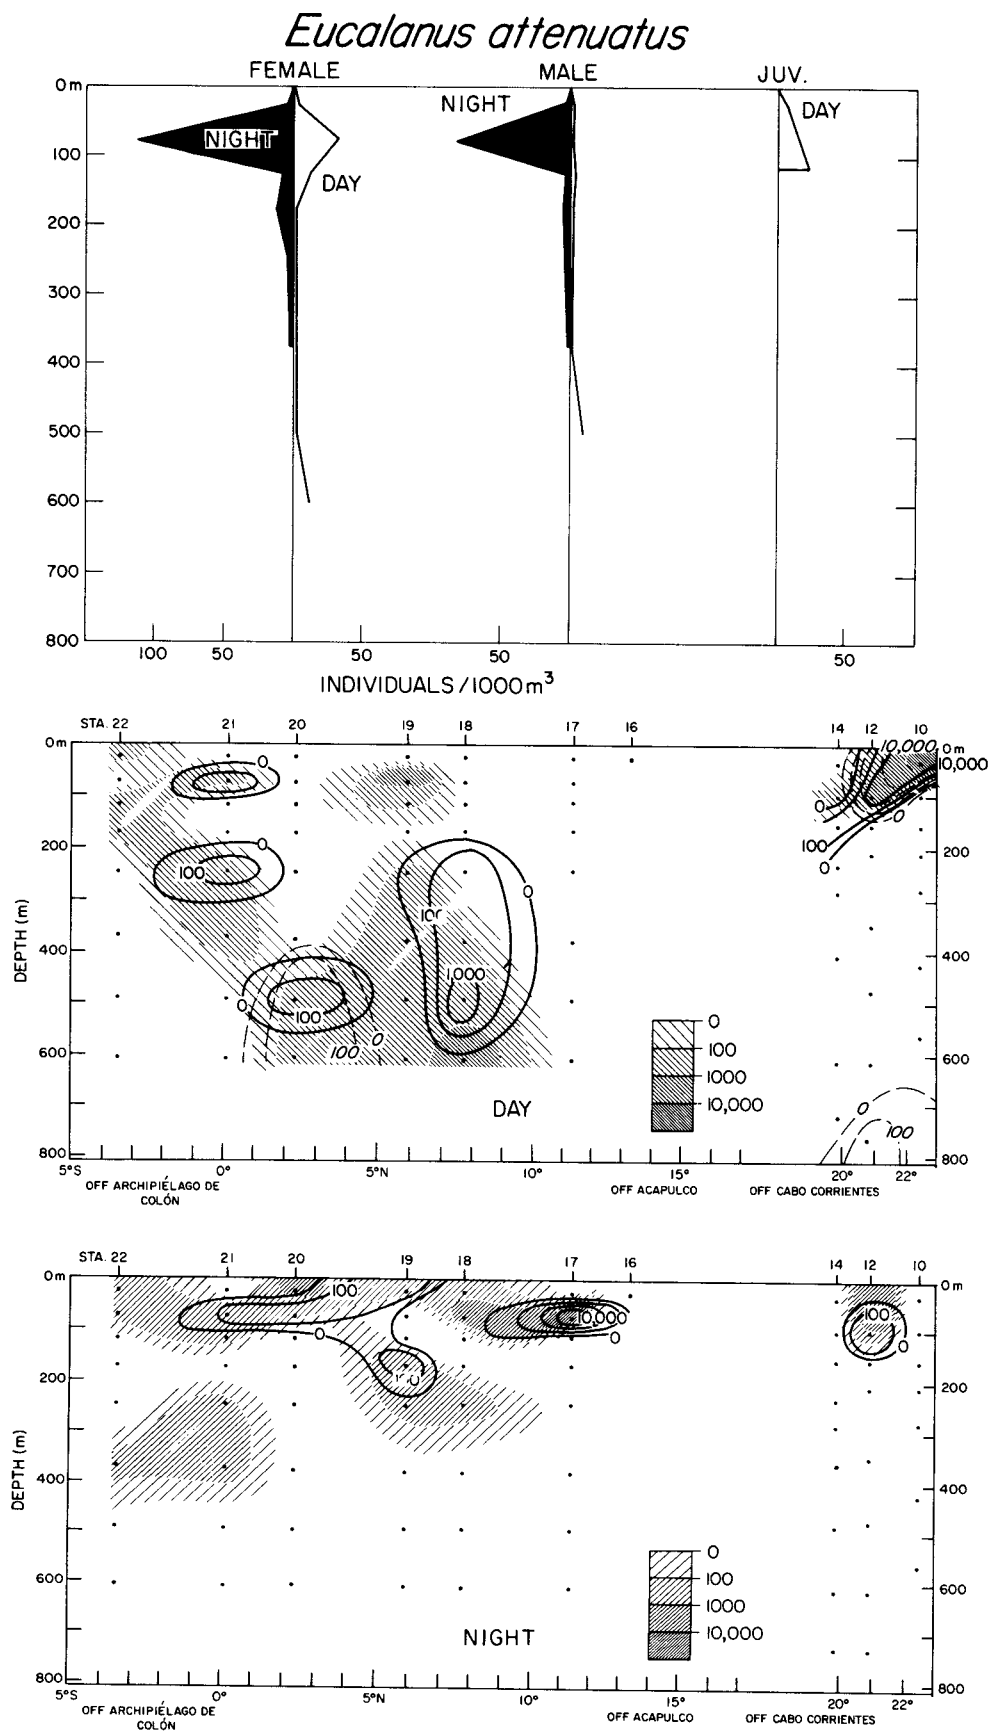 Eucalanus attenuatus
FEMALE MALE JUV.
0m
NIGHT
DAY
NIGHT
100
DAY
200
300
400
500
600
700
800
100 50 50 50 50
INDIVIDUALS/1000m³
STA. 22 21 20 19 18 17 16 14 12 10
0m 0 10,000 0m
10,000
0 0
100
200 0 0 200
100 0
100
DEPTH (m)
400 400
1,000
0 100
0
100 0
100
600 600
1000
10,000
DAY
0
100
800 800
5°S 0° 5°N 10° 15° 20° 22°
OFF ARCHIPIÉLAGO DE COLÓN
OFF ACAPULCO OFF CABO CORRIENTES
STA. 22 21 20 19 18 17 16 14 12 10
0m 100 0m
10,000 100
0 0 0
200 200
DEPTH (m)
400 400
0
600 100 600
1000
10,000
NIGHT
800 800
5°S 0° 5°N 10° 15° 20° 22°
OFF ARCHIPIÉLAGO DE COLÓN
OFF ACAPULCO OFF CABO CORRIENTES